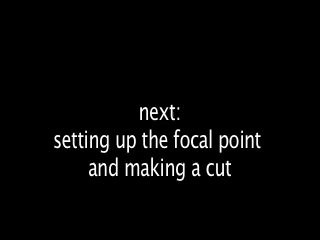 next:
setting up the focal point
and making a cut